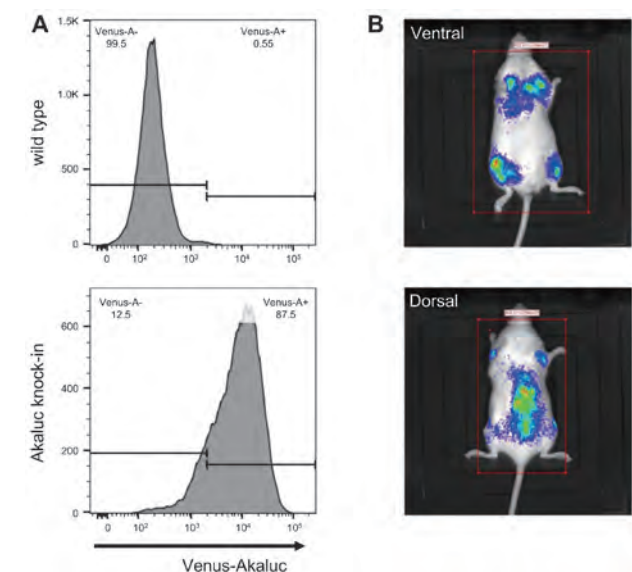 A
B
Venus-A-
99.5
Venus-A+
0.55
1.5K
1.0K
500
0
wild type
0 10² 10³ 10⁴ 10⁵
Ventral
Venus-A-
12.5
Venus-A+
87.5
600
400
200
0
Akaluc knock-in
0 10² 10³ 10⁴ 10⁵
Venus-Akaluc
Dorsal